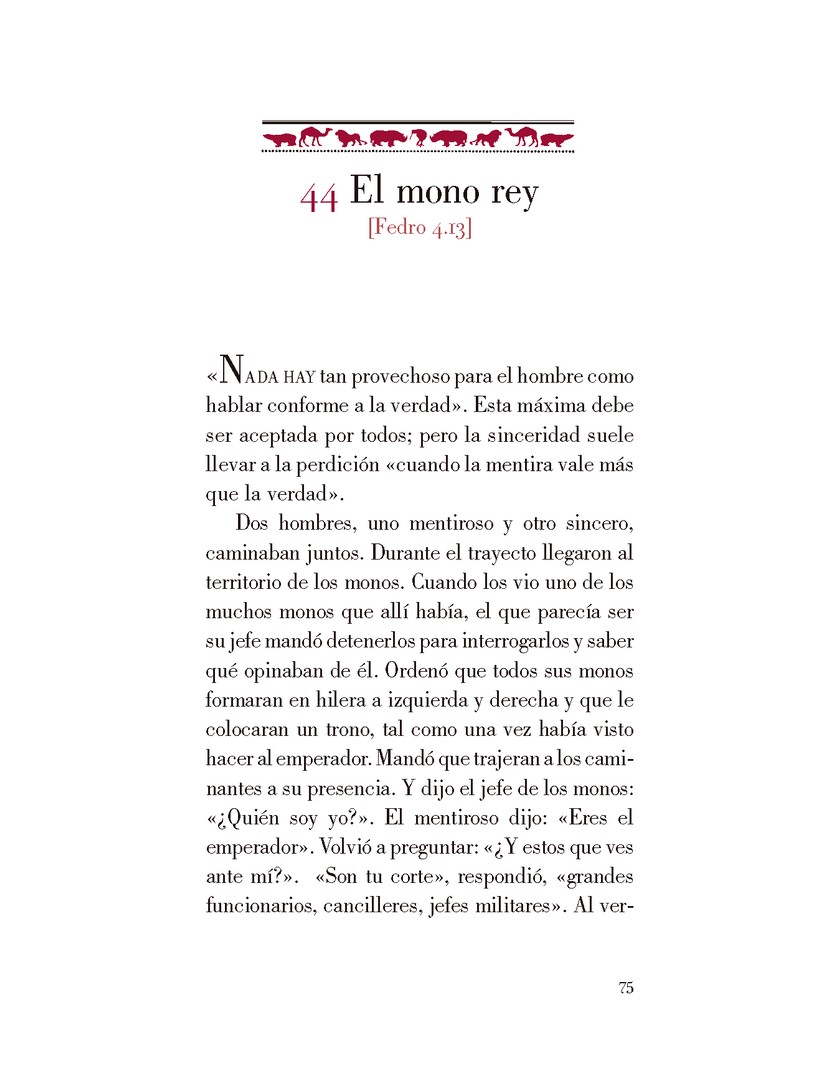 44 El mono rey
[Fedro 4.13]
«NADA HAY tan provechoso para el hombre como
hablar conforme a la verdad». Esta máxima debe
ser aceptada por todos; pero la sinceridad suele
llevar a la perdición «cuando la mentira vale más
que la verdad».
Dos hombres, uno mentiroso y otro sincero,
caminaban juntos. Durante el trayecto llegaron al
territorio de los monos. Cuando los vio uno de los
muchos monos que allí había, el que parecía ser
su jefe mandó detenerlos para interrogarlos y saber
qué opinaban de él. Ordenó que todos sus monos
formaran en hilera a izquierda y derecha y que le
colocaran un trono, tal como una vez había visto
hacer al emperador. Mandó que trajeran a los cami-
nantes a su presencia. Y dijo el jefe de los monos:
«¿Quién soy yo?». El mentiroso dijo: «Eres el
emperador». Volvió a preguntar: «¿Y estos que ves
ante mí?». «Son tu corte», respondió, «grandes
funcionarios, cancilleres, jefes militares». Al ver-
75